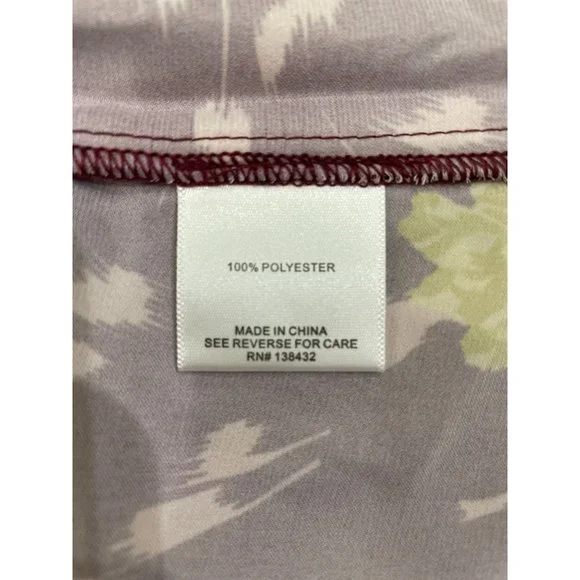 100% POLYESTER
MADE IN CHINA
SEE REVERSE FOR CARE
RN# 138432